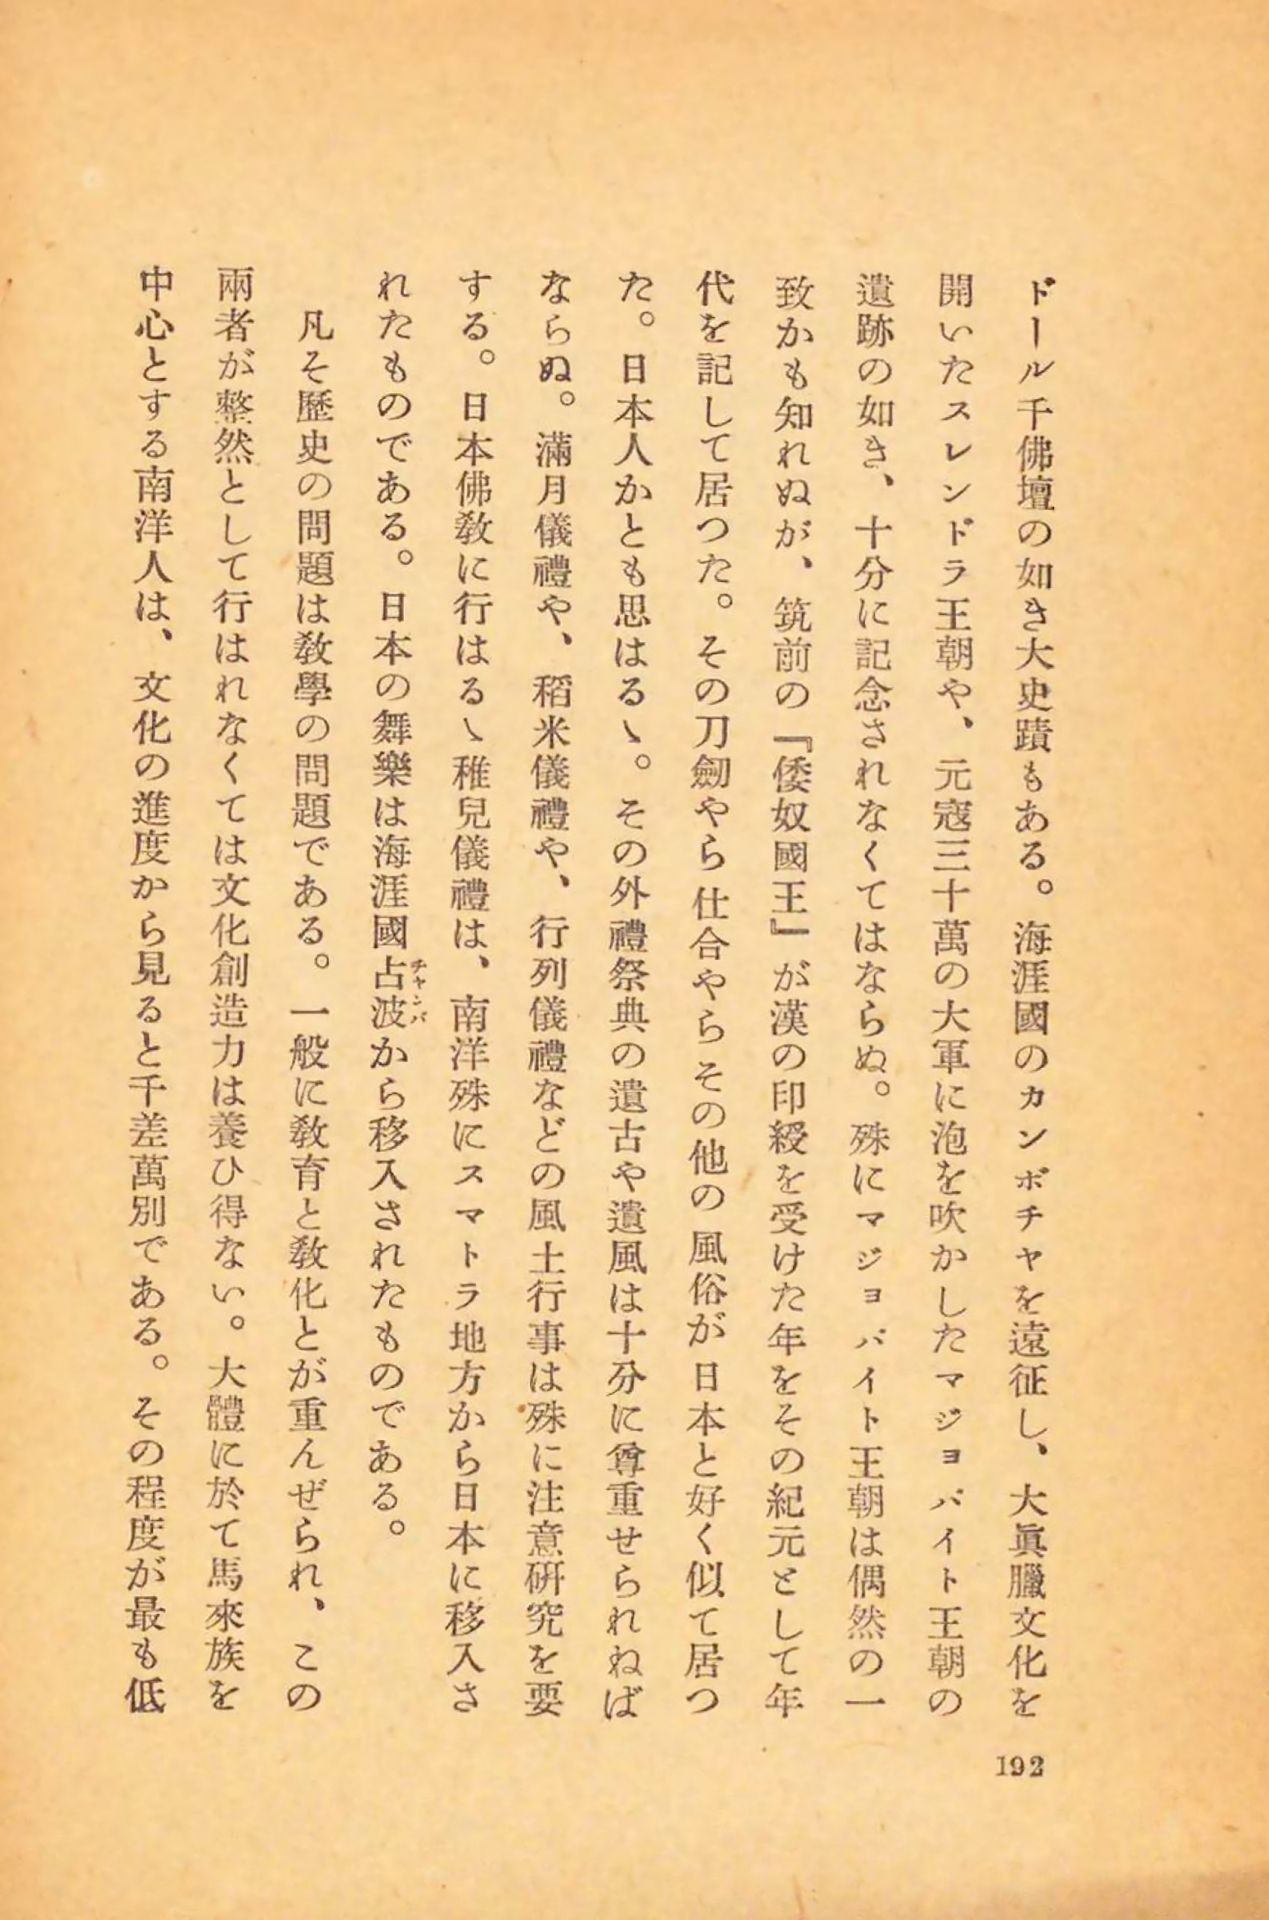 ドール千佛壇の如き大史蹟もある。海涯國のカンボチヤを遠征し、大眞臘文化を
開いたスレンドラ王朝や、元寇三十萬の大軍に泡を吹かしたマジヨパイト王朝の
遺跡の如き、十分に記念されなくてはならぬ。殊にマジヨパイト王朝は偶然の一
致かも知れぬが、筑前の『倭奴國王』が漢の印綬を受けた年をその紀元として年
代を記して居つた。その刀劒やら仕合やらその他の風俗が日本と好く似て居つ
た。日本人かとも思はるゝ。その外禮祭典の遺古や遺風は十分に尊重せられねば
ならぬ。滿月儀禮や、稻米儀禮や、行列儀禮などの風土行事は殊に注意硏究を要
する。日本佛敎に行はるゝ稚兒儀禮は、南洋殊にスマトラ地方から日本に移入さ
れたものである。日本の舞樂は海涯國占波チヤンパから移入されたものである。
凡そ歷史の問題は敎學の問題である。一般に敎育と敎化とが重んぜられ、この
兩者が整然として行はれなくては文化創造力は養ひ得ない。大體に於て馬來族を
中心とする南洋人は、文化の進度から見ると千差萬別である。その程度が最も低
192